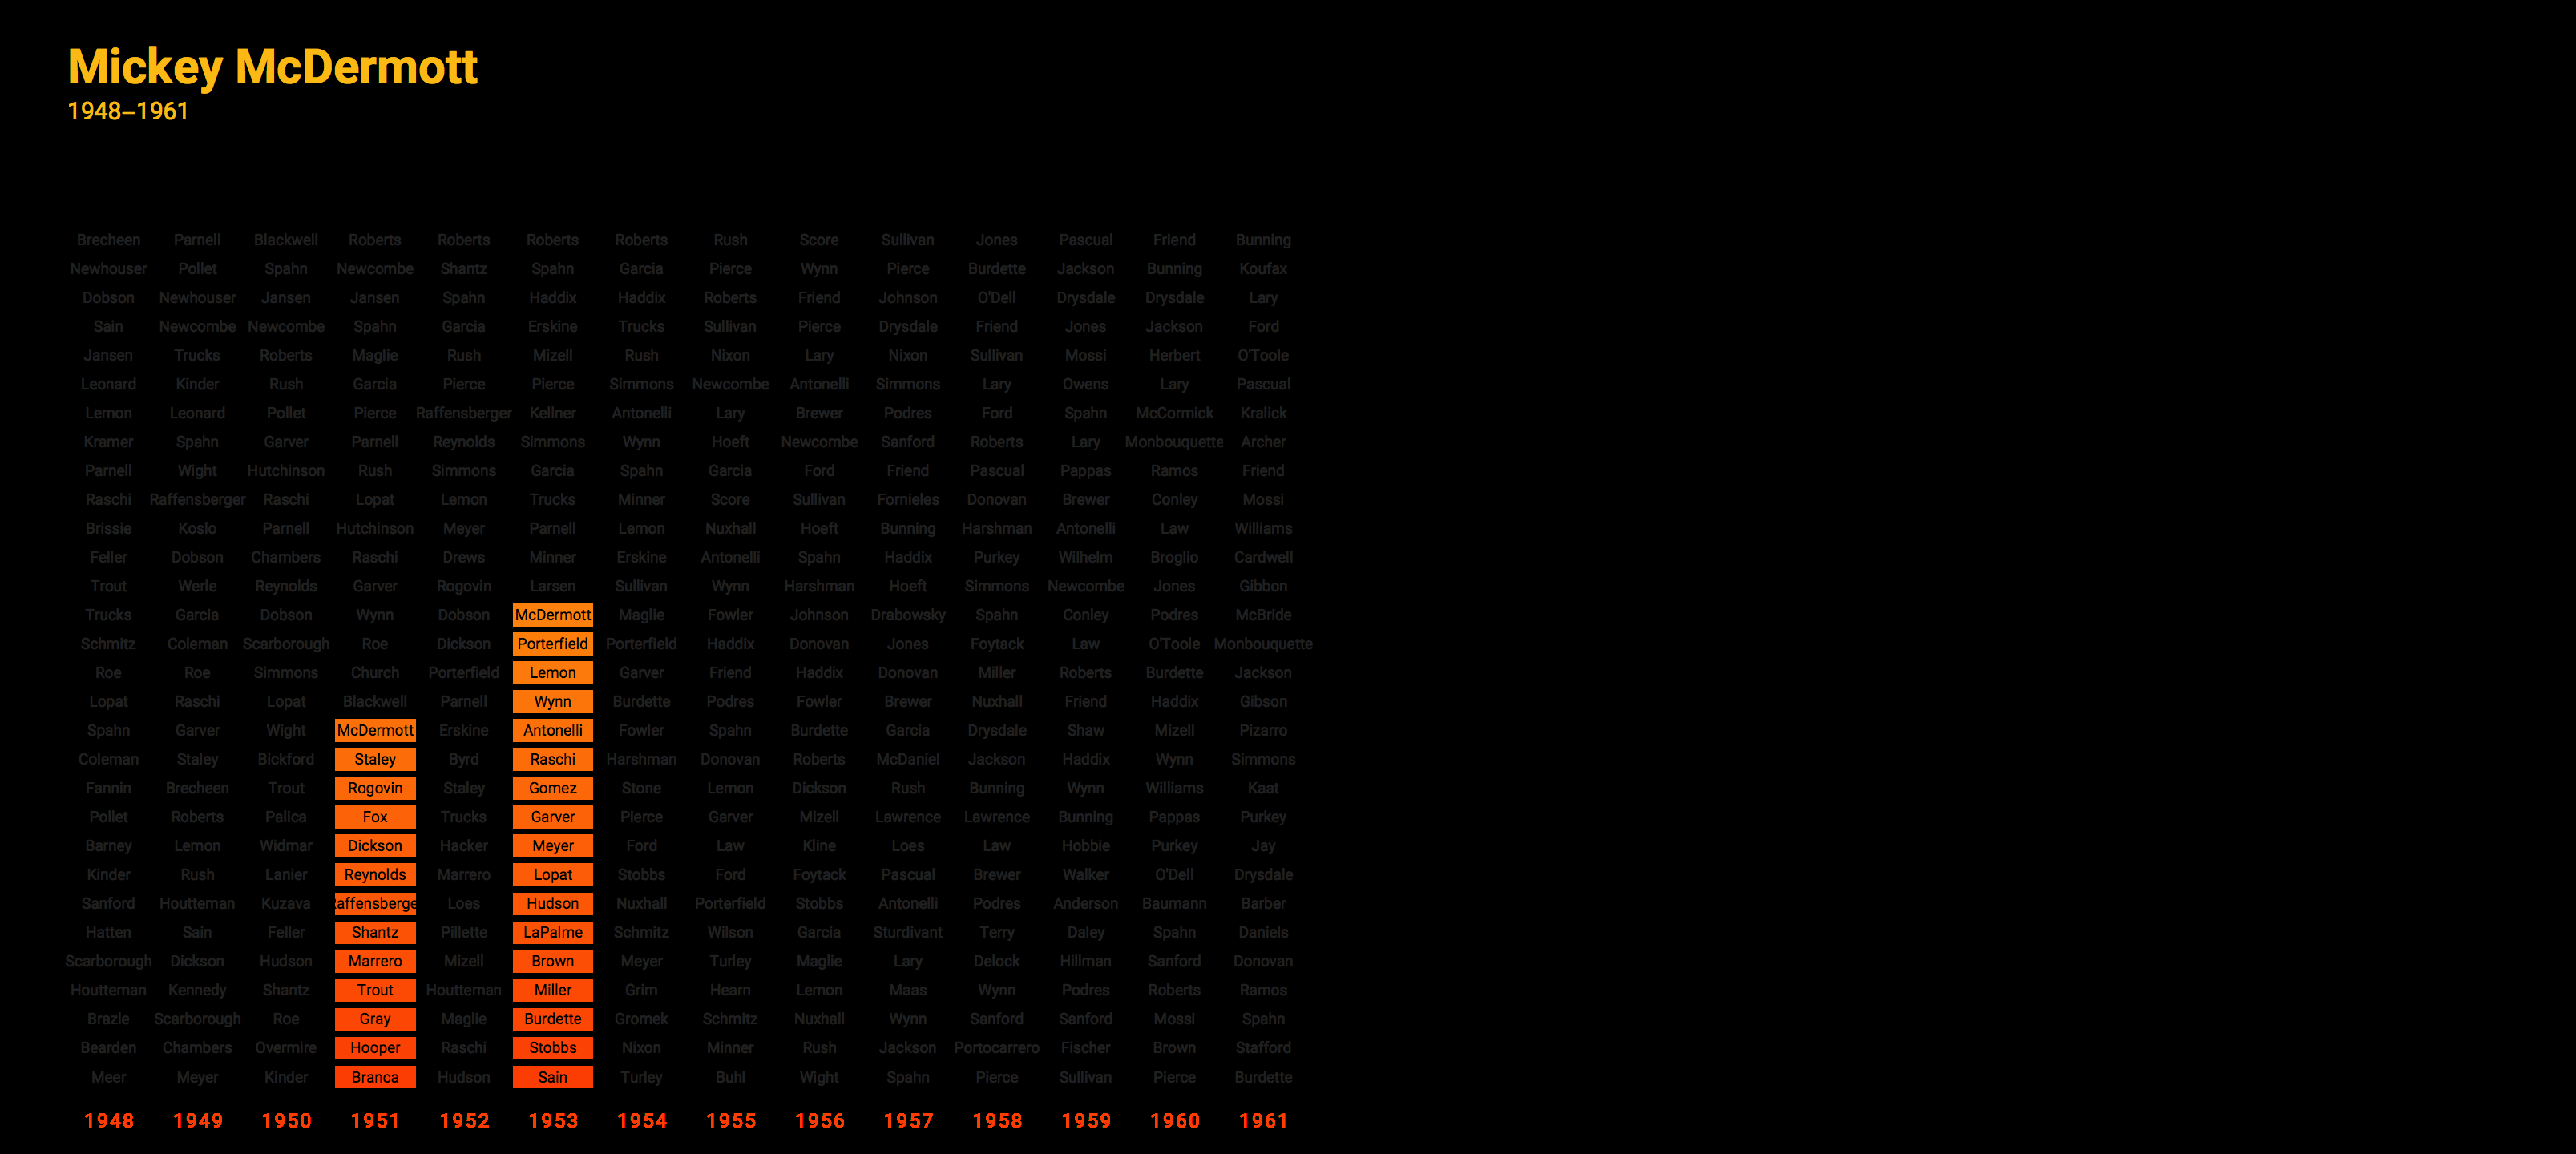 Mickey McDermott
1948–1961
Brecheen Parnell Blackwell Roberts Roberts Roberts Roberts Rush Score Sullivan Jones Pascual Friend Bunning
Newhouser Pollet Spahn Newcombe Shantz Spahn Garcia Pierce Wynn Pierce Burdette Jackson Bunning Koufax
Dobson Newhouser Jansen Jansen Spahn Haddix Haddix Roberts Friend Johnson O'Dell Drysdale Drysdale Lary
Sain Newcombe Newcombe Spahn Garcia Erskine Trucks Sullivan Pierce Drysdale Friend Jones Jackson Ford
Jansen Trucks Roberts Maglie Rush Mizell Rush Nixon Lary Nixon Sullivan Mossi Herbert O'Toole
Leonard Kinder Rush Garcia Pierce Pierce Simmons Newcombe Antonelli Simmons Lary Owens Lary Pascual
Lemon Leonard Pollet Pierce Raffensberger Kellner Antonelli Lary Brewer Podres Ford Spahn McCormick Kralick
Kramer Spahn Garver Parnell Reynolds Simmons Wynn Hoeft Newcombe Sanford Roberts Lary Monbouquette Archer
Parnell Wight Hutchinson Rush Simmons Garcia Spahn Garcia Ford Friend Pascual Pappas Ramos Friend
Raschi Raffensberger Raschi Lopat Lemon Trucks Minner Score Sullivan Fornieles Donovan Brewer Conley Mossi
Brissie Koslo Parnell Hutchinson Meyer Parnell Lemon Nuxhall Hoeft Bunning Harshman Antonelli Law Williams
Feller Dobson Chambers Raschi Drews Minner Erskine Antonelli Spahn Haddix Purkey Wilhelm Broglio Cardwell
Trout Werle Reynolds Garver Rogovin Larsen Sullivan Wynn Harshman Hoeft Simmons Newcombe Jones Gibbon
Trucks Garcia Dobson Wynn Dobson McDermott Maglie Fowler Johnson Drabowsky Spahn Conley Podres McBride
Schmitz Coleman Scarborough Roe Dickson Porterfield Porterfield Haddix Donovan Jones Foytack Law O'Toole Monbouquette
Roe Roe Simmons Church Porterfield Lemon Garver Friend Haddix Donovan Miller Roberts Burdette Jackson
Lopat Raschi Lopat Blackwell Parnell Wynn Burdette Podres Fowler Brewer Nuxhall Friend Haddix Gibson
Spahn Garver Wight McDermott Erskine Antonelli Fowler Spahn Burdette Garcia Drysdale Shaw Mizell Pizarro
Coleman Staley Bickford Staley Byrd Raschi Harshman Donovan Roberts McDaniel Jackson Haddix Wynn Simmons
Fannin Brecheen Trout Rogovin Staley Gomez Stone Lemon Dickson Rush Bunning Wynn Williams Kaat
Pollet Roberts Palica Fox Trucks Garver Pierce Garver Mizell Lawrence Lawrence Bunning Pappas Purkey
Barney Lemon Widmar Dickson Hacker Meyer Ford Law Kline Loes Law Hobbie Purkey Jay
Kinder Rush Lanier Reynolds Marrero Lopat Stobbs Ford Foytack Pascual Brewer Walker O'Dell Drysdale
Sanford Houtteman Kuzava affensberge Loes Hudson Nuxhall Porterfield Stobbs Antonelli Podres Anderson Baumann Barber
Hatten Sain Feller Shantz Pillette LaPalme Schmitz Wilson Garcia Sturdivant Terry Daley Spahn Daniels
Scarborough Dickson Hudson Marrero Mizell Brown Meyer Turley Maglie Lary Delock Hillman Sanford Donovan
Houtteman Kennedy Shantz Trout Houtteman Miller Grim Hearn Lemon Maas Wynn Podres Roberts Ramos
Brazle Scarborough Roe Gray Maglie Burdette Gromek Schmitz Nuxhall Wynn Sanford Sanford Mossi Spahn
Bearden Chambers Overmire Hooper Raschi Stobbs Nixon Minner Rush Jackson Portocarrero Fischer Brown Stafford
Meer Meyer Kinder Branca Hudson Sain Turley Buhl Wight Spahn Pierce Sullivan Pierce Burdette
1948 1949 1950 1951 1952 1953 1954 1955 1956 1957 1958 1959 1960 1961